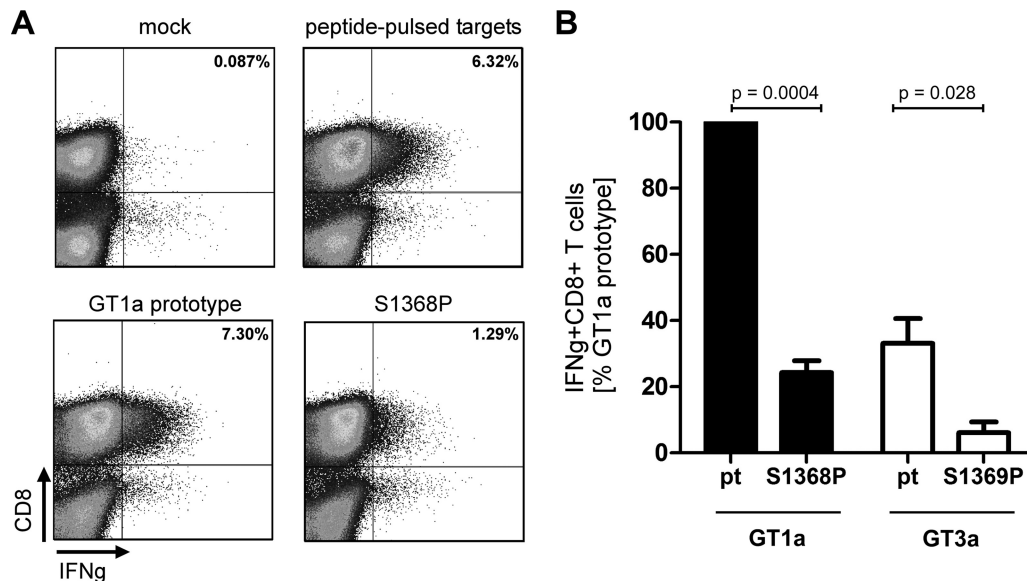 A
mock
peptide-pulsed targets
0.087%
6.32%
GT1a prototype
S1368P
7.30%
1.29%
CD8
IFNg
B
p = 0.0004
p = 0.028
IFNg+CD8+ T cells
[% GT1a prototype]
100
80
60
40
20
0
pt
S1368P
pt
S1369P
GT1a
GT3a